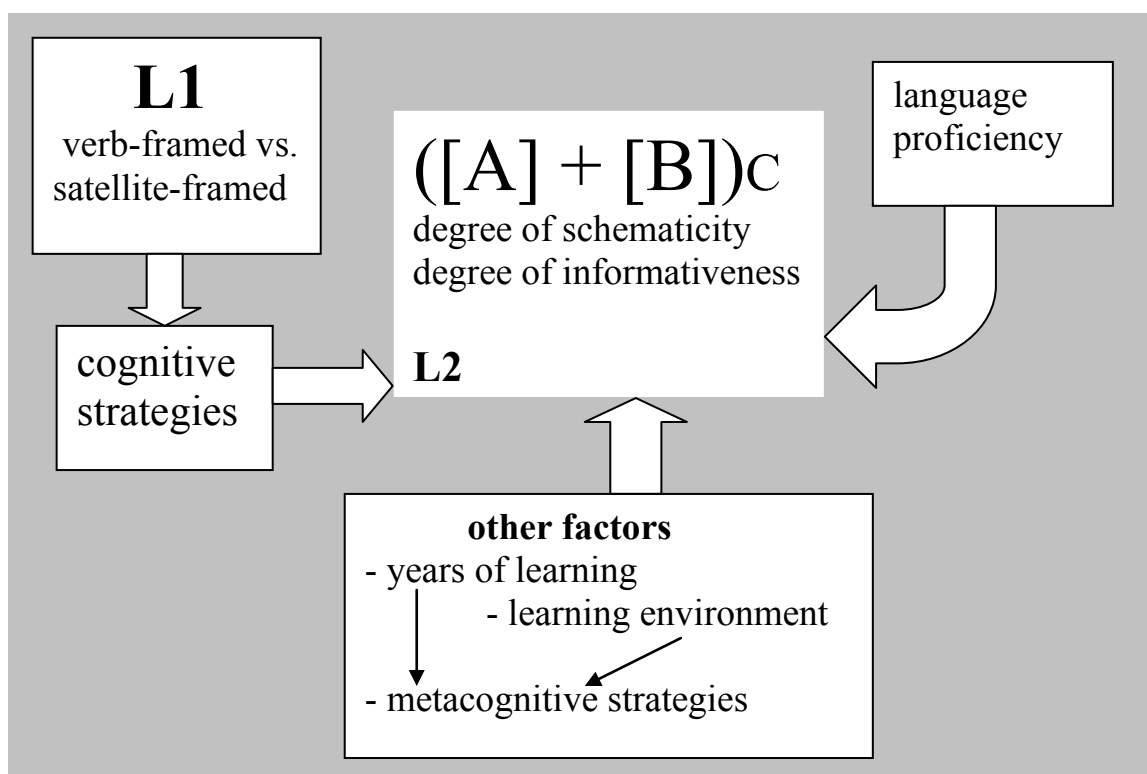 L1
verb-framed vs.
satellite-framed
cognitive
strategies
([A] + [B])C
degree of schematicity
degree of informativeness
L2
language
proficiency
other factors
- years of learning
- learning environment
- metacognitive strategies